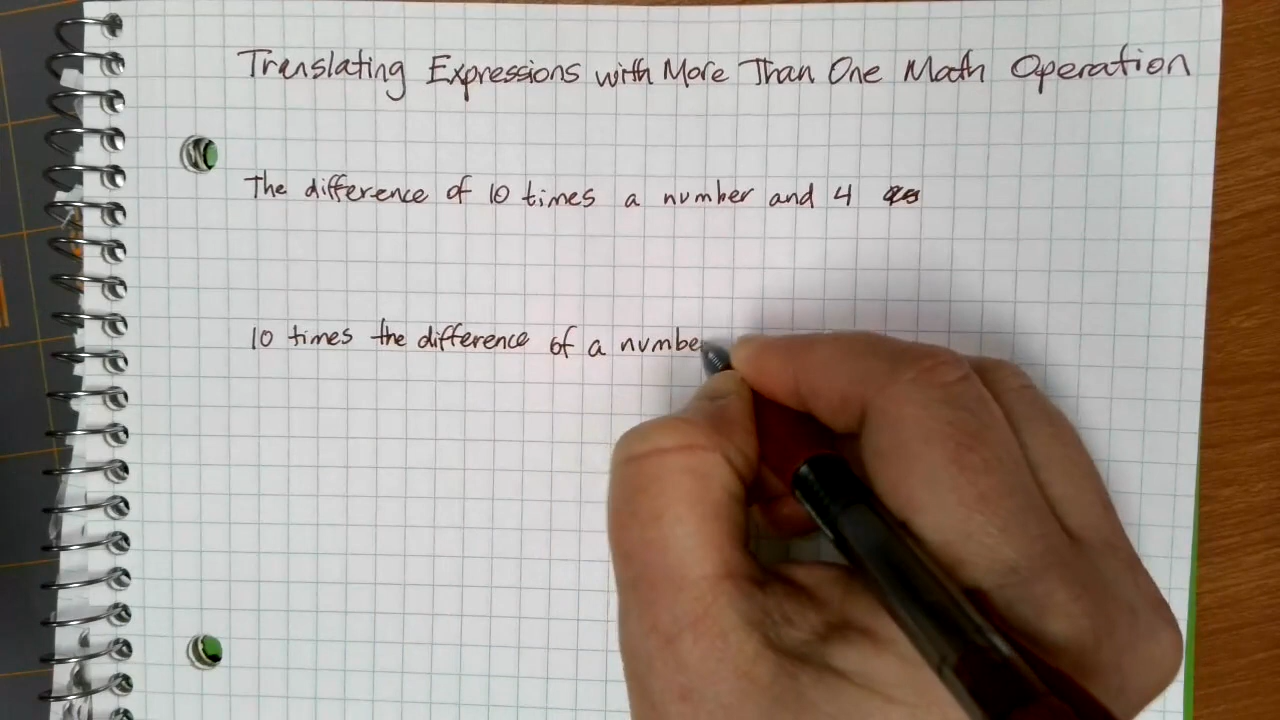 Translating Expressions with More Than One Math Operation
The difference of 10 times a number and 4
10 times the difference of a numbe